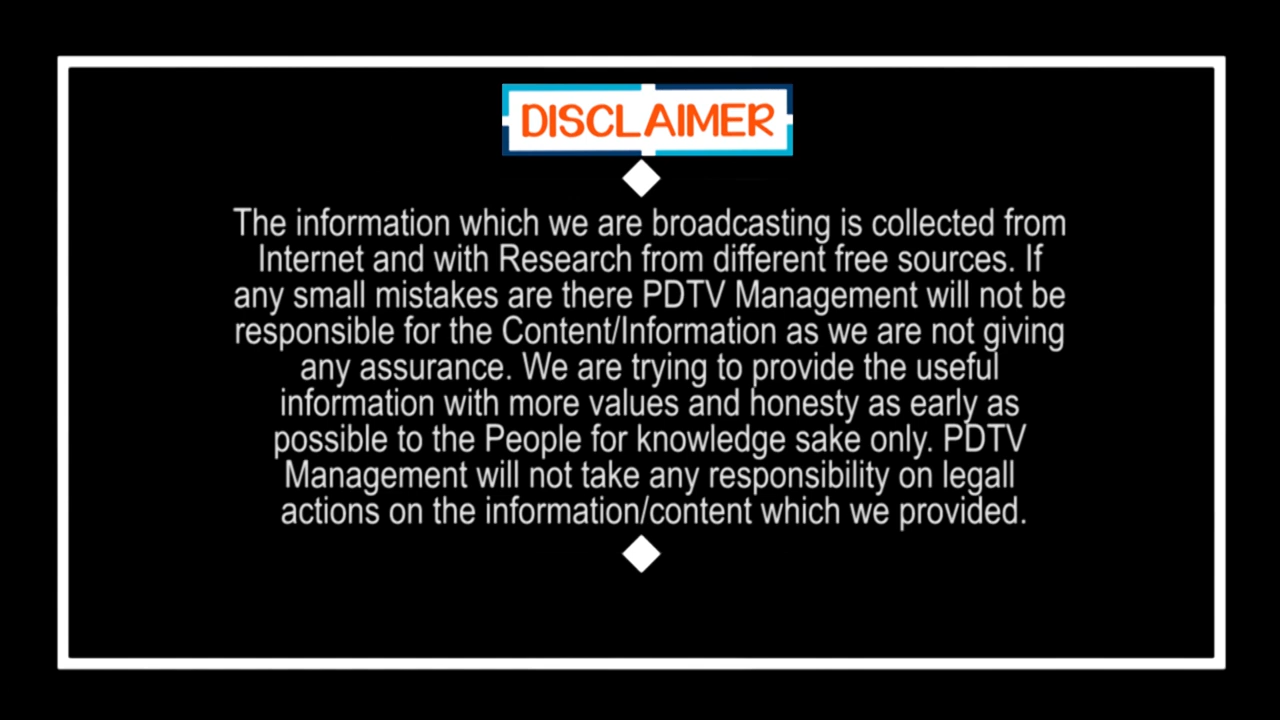 DISCLAIMER
The information which we are broadcasting is collected from
Internet and with Research from different free sources. If
any small mistakes are there PDTV Management will not be
responsible for the Content/Information as we are not giving
any assurance. We are trying to provide the useful
information with more values and honesty as early as
possible to the People for knowledge sake only. PDTV
Management will not take any responsibility on legall
actions on the information/content which we provided.